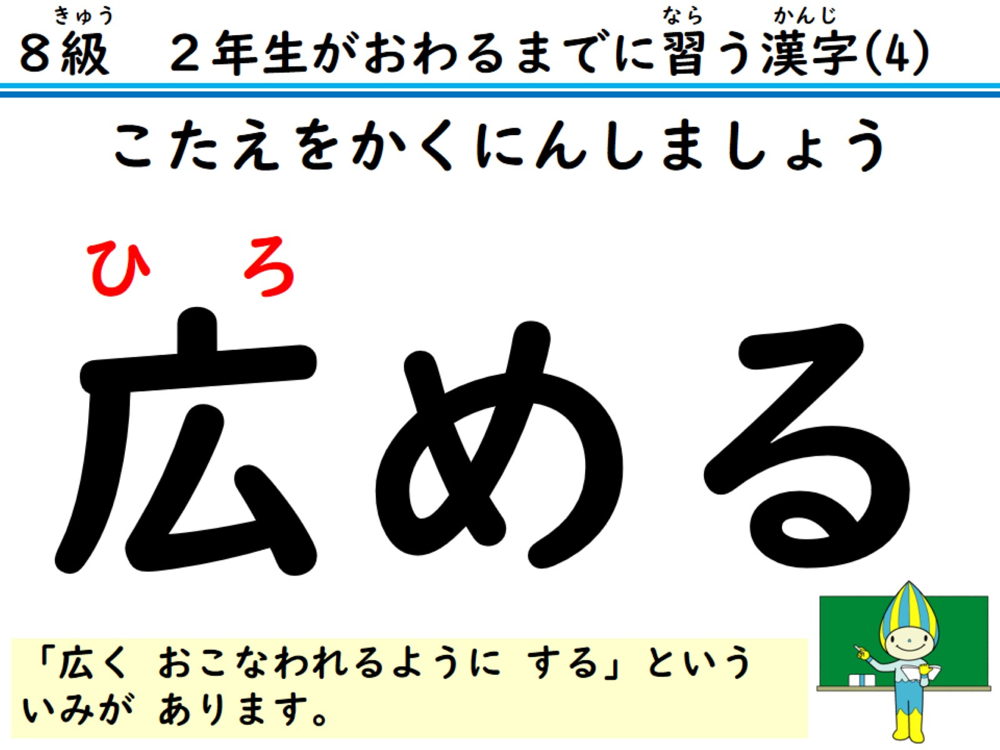 きゅう なら かんじ
8級 2年生がおわるまでに習う漢字(4)
こたえをかくにんしましょう
ひろ
広める
「広く おこなわれるように する」という
いみが あります。